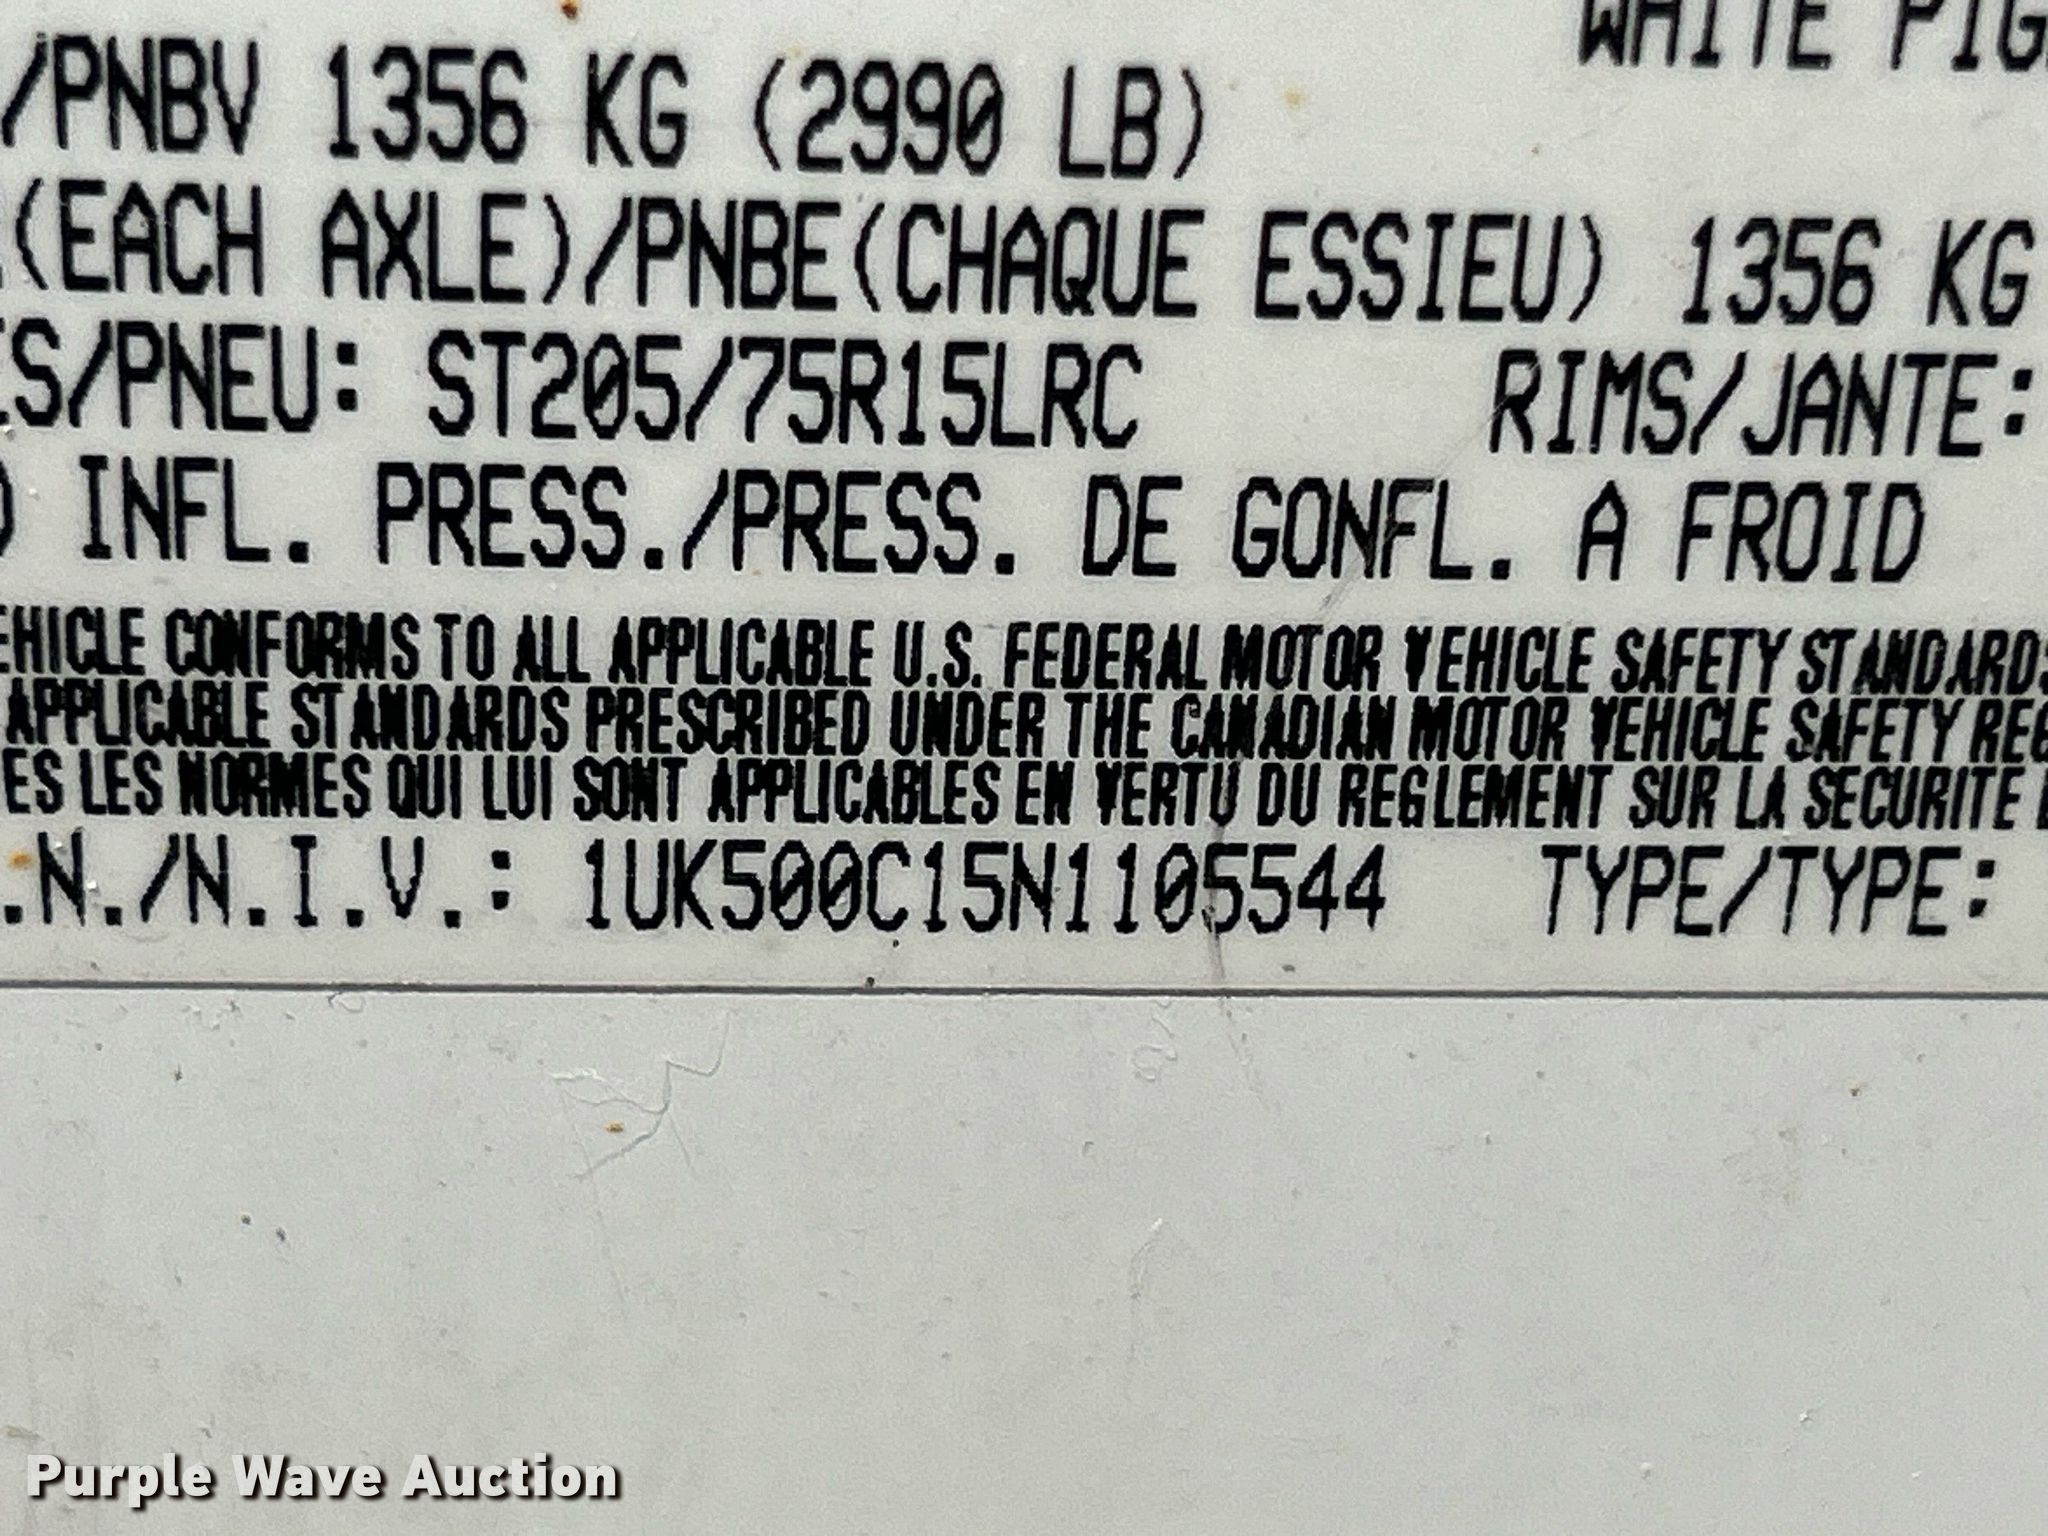 WHITE PIG
/PNBV 1356 KG (2990 LB)
(EACH AXLE)/PNBE(CHAQUE ESSIEU) 1356 KG
ES/PNEU: ST205/75R15LRC RIMS/JANTE:
D INFL. PRESS./PRESS. DE GONFL. A FROID
EHICLE CONFORMS TO ALL APPLICABLE U.S. FEDERAL MOTOR VEHICLE SAFETY STANDARDS
APPLICABLE STANDARDS PRESCRIBED UNDER THE CANADIAN MOTOR VEHICLE SAFETY REG
ES LES NORMES QUI LUI SONT APPLICABLES EN VERTU DU REGLEMENT SUR LA SECURITE
.N./N.I.V.: 1UK500C15N1105544 TYPE/TYPE:
Purple Wave Auction